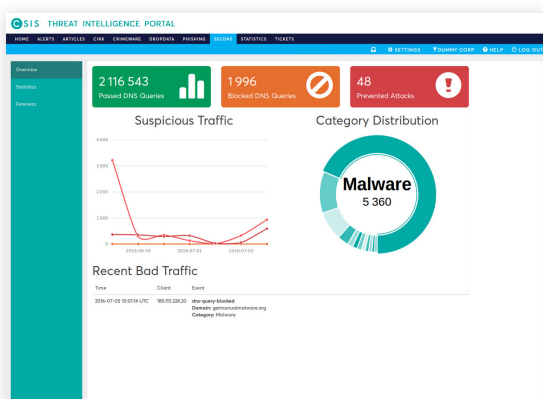 CSIS THREAT INTELLIGENCE PORTAL
HOME ALERTS ARTICLES CIRK CRIMEWARE DROPDATA PHISHING SECDNS STATISTICS TICKETS
SETTINGS DUMMY CORP HELP LOG OUT
Overview
Statistics
Forensics
2 116 543
Passed DNS Queries
1 996
Blocked DNS Queries
48
Prevented Attacks
Suspicious Traffic
Category Distribution
4 000
3 000
2 000
1 000
0
2016-06-29 2016-07-01 2016-07-03
Malware
5 360
Recent Bad Traffic
Time Client Event
2016-07-05 10:01:14 UTC 185.113.228.20 dns-query-blocked
Domain: getmanualmalware.org
Category: Malware